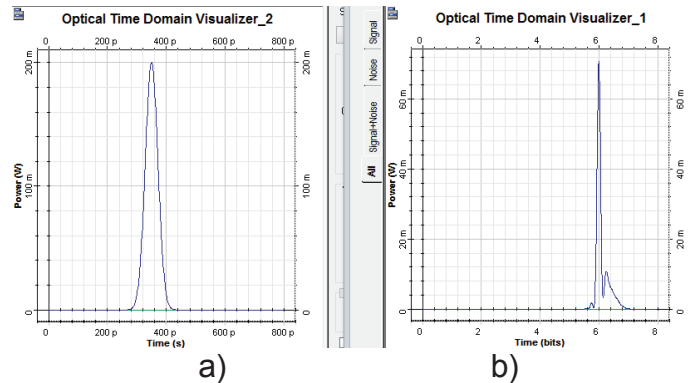 Optical Time Domain Visualizer_2
0 200 p 400 p 600 p 800 p
Power (W)
200 m
100 m
0
200 m
100 m
0
0 200 p 400 p 600 p 800 p
Time (s)
a)
Signal
Noise
Signal+Noise
All
Optical Time Domain Visualizer_1
0 2 4 6 8
Power (W)
60 m
40 m
20 m
0
60 m
40 m
20 m
0
0 2 4 6 8
Time (bits)
b)